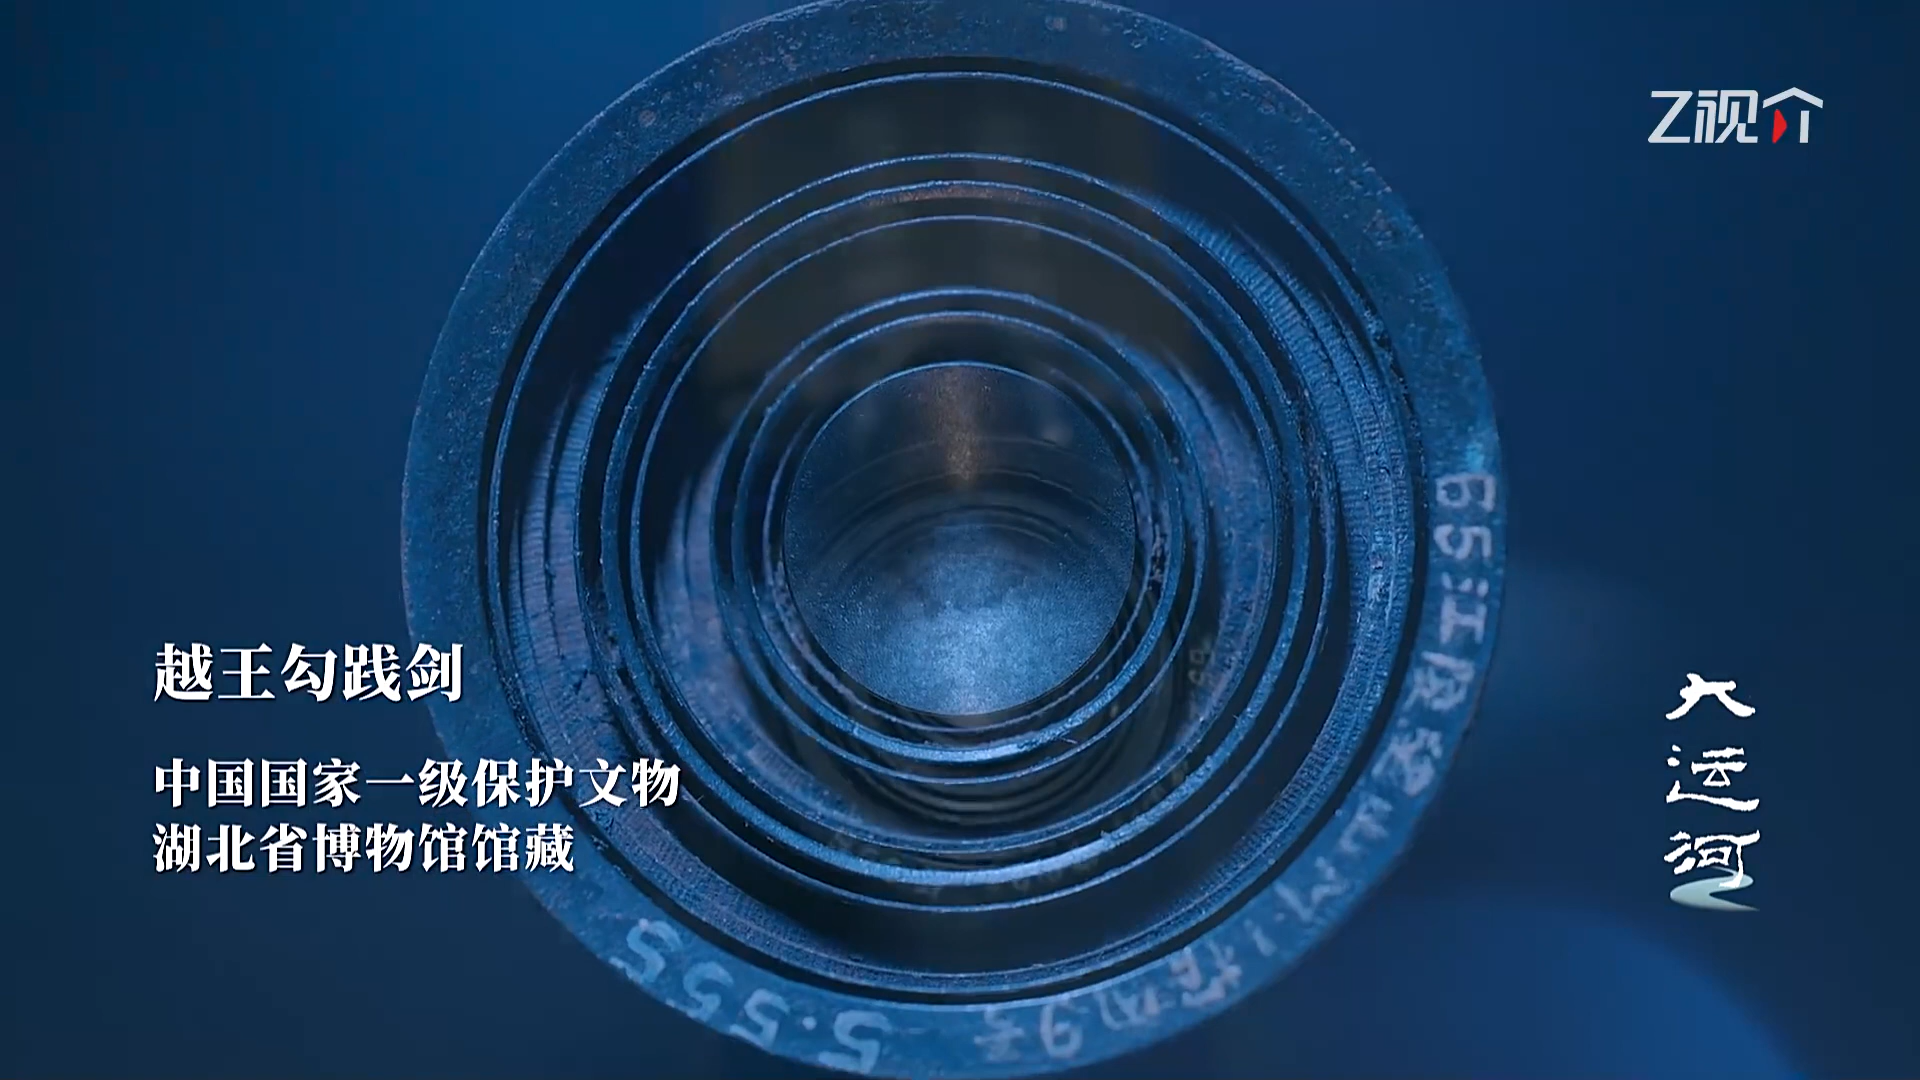 Z视介
越王勾践剑
中国国家一级保护文物
湖北省博物馆馆藏
大运河